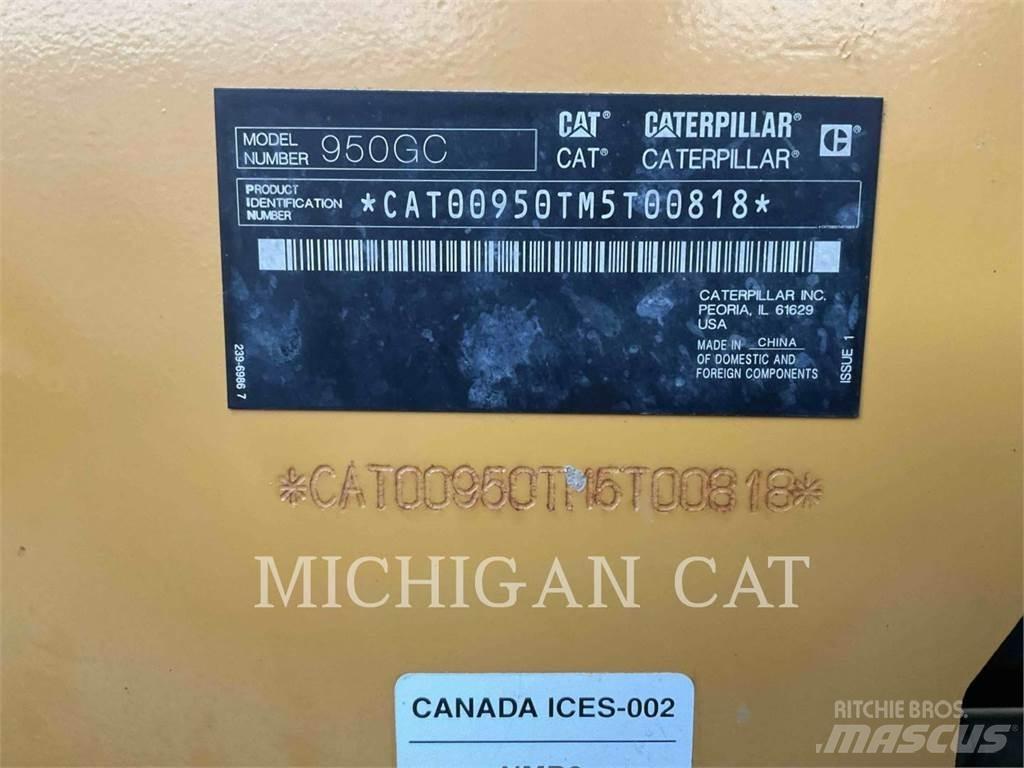 MODEL
NUMBER 950GC
CAT® CATERPILLAR®
CAT® CATERPILLAR®
PRODUCT
IDENTIFICATION
NUMBER *CAT00950TM5T00818*
CATERPILLAR INC.
PEORIA, IL 61629
USA
MADE IN CHINA
OF DOMESTIC AND
FOREIGN COMPONENTS
ISSUE 1
239-6986 7
*CAT00950TM5T00818*
MICHIGAN CAT
CANADA ICES-002
RITCHIE BROS.
MASCUS